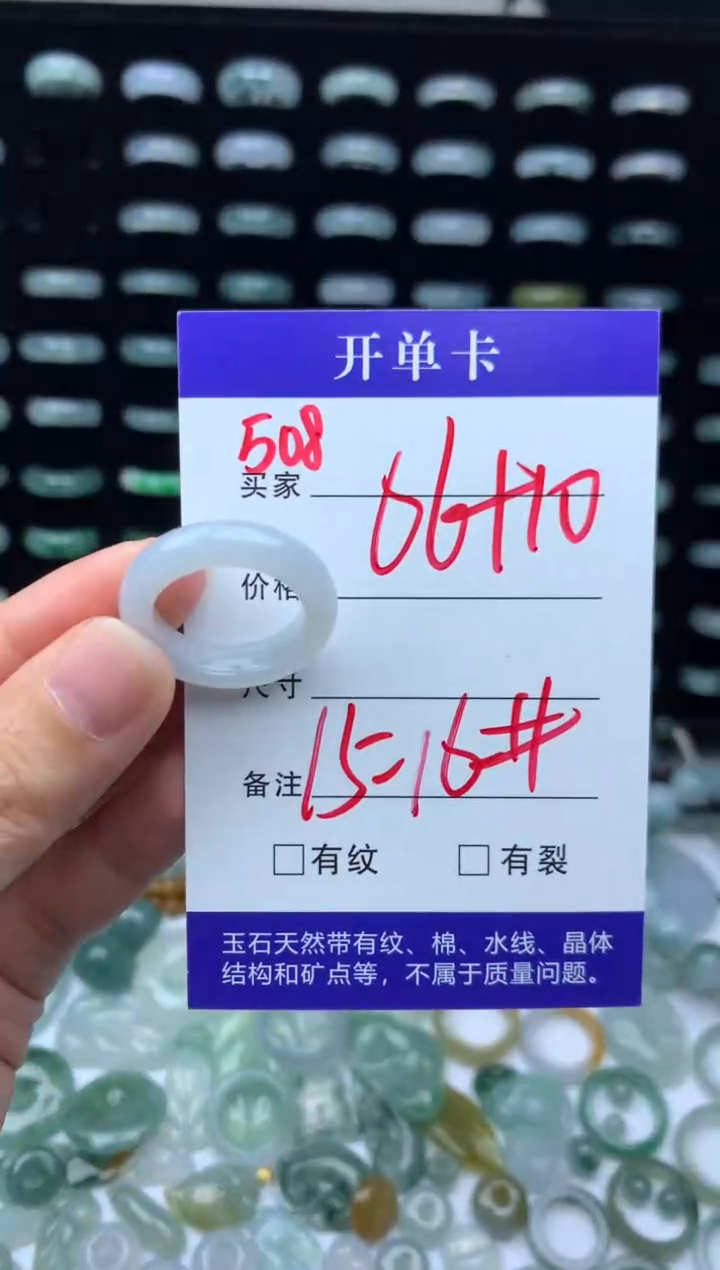 开单卡
508
买家
66+10
价格
尺寸
15-16#
备注
□有纹 □有裂
玉石天然带有纹、棉、水线、晶体
结构和矿点等，不属于质量问题。